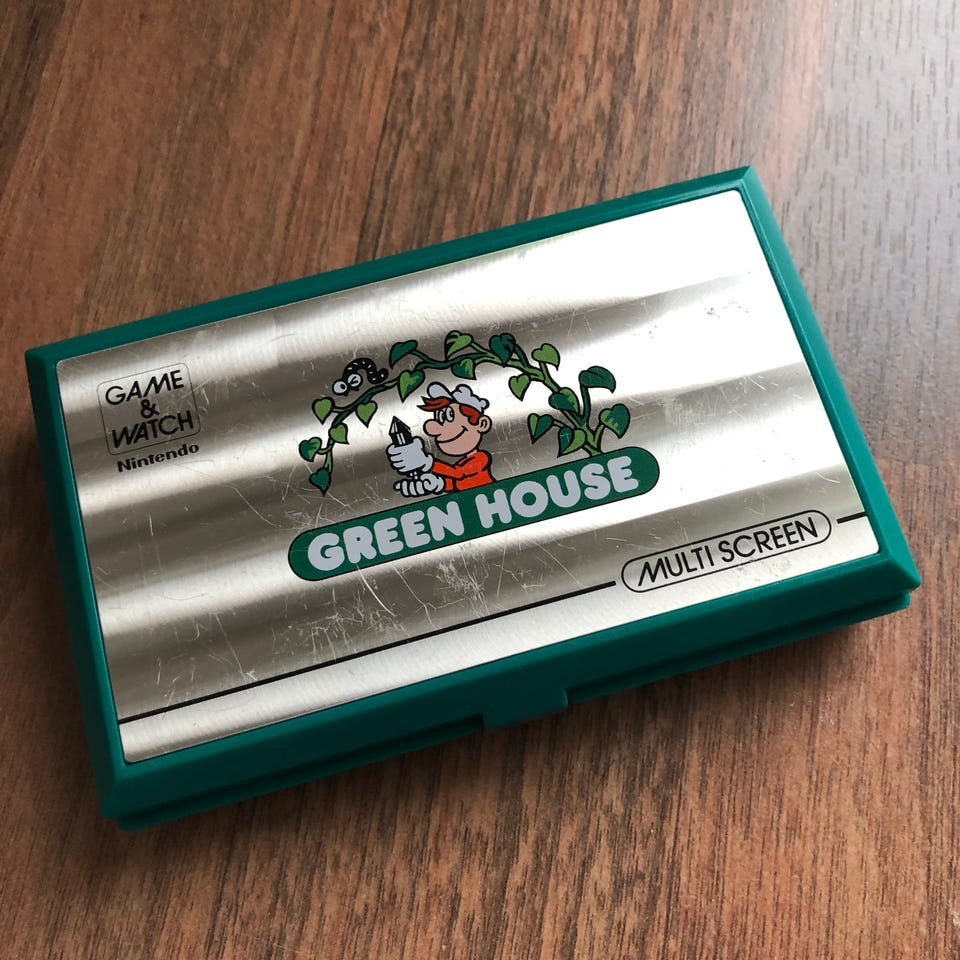 GAME
&
WATCH
Nintendo
GREEN HOUSE
MULTI SCREEN